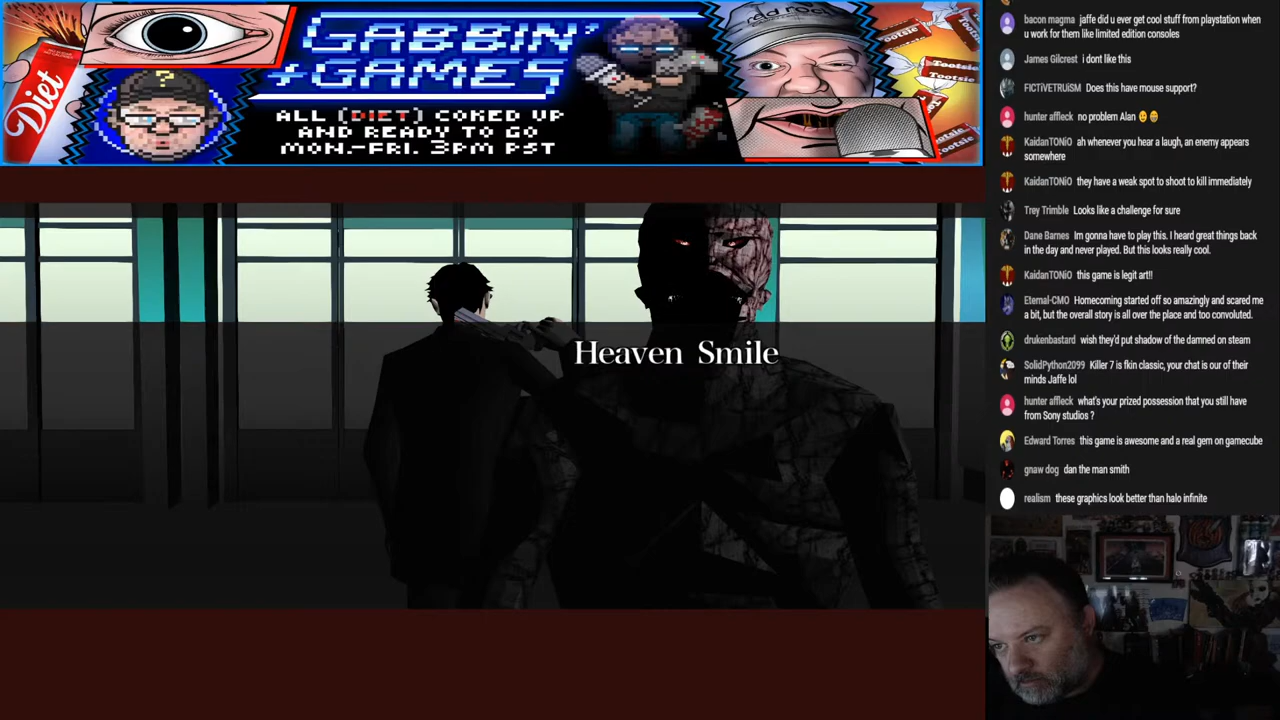 GABBIN'
+GAMES
ALL (DIET) COKED UP
AND READY TO GO
MON.-FRI. 3PM PST
Diet
?
rad rock
Tootsie
Tootsie
Tootsie
Tootsie
Heaven Smile
bacon magma jaffe did u ever get cool stuff from playstation when
u work for them like limited edition consoles
James Gilcrest i dont like this
FICTiVETRUiSM Does this have mouse support?
hunter affleck no problem Alan 🙂😁
KaidanTONiO ah whenever you hear a laugh, an enemy appears
somewhere
KaidanTONiO they have a weak spot to shoot to kill immediately
Trey Trimble Looks like a challenge for sure
Dane Barnes Im gonna have to play this. I heard great things back
in the day and never played. But this looks really cool.
KaidanTONiO this game is legit art!!
Eternal-CMO Homecoming started off so amazingly and scared me
a bit, but the overall story is all over the place and too convoluted.
drukenbastard wish they'd put shadow of the damned on steam
SolidPython2099 Killer 7 is fkin classic, your chat is our of their
minds Jaffe lol
hunter affleck what's your prized possession that you still have
from Sony studios ?
Edward Torres this game is awesome and a real gem on gamecube
gnaw dog dan the man smith
realism these graphics look better than halo infinite